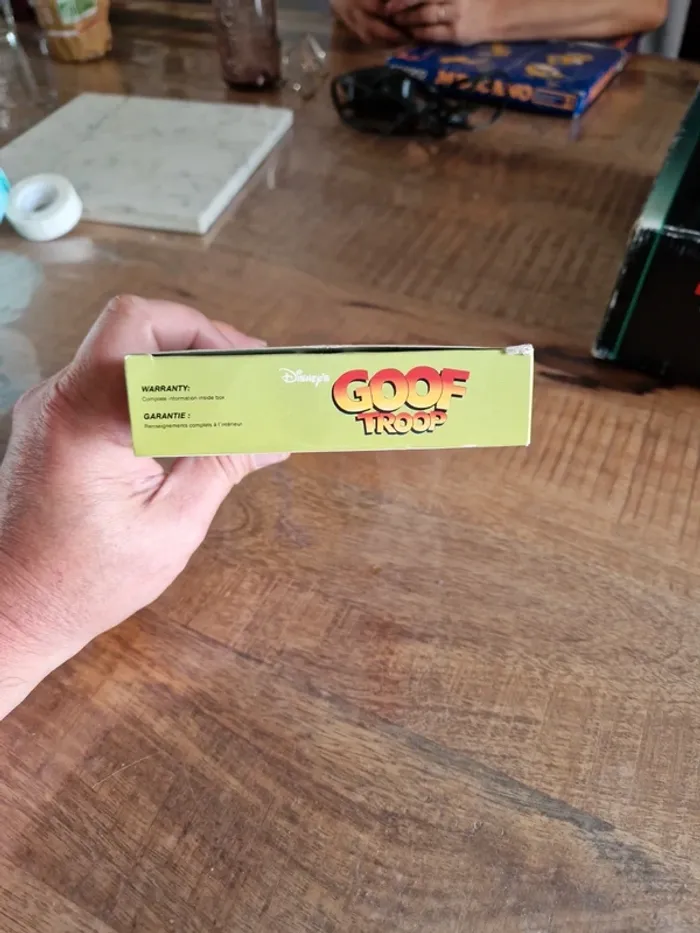 WARRANTY:
Complete information inside box
GARANTIE :
Renseignements complets à l'intérieur
Disney's
GOOF
TROOP